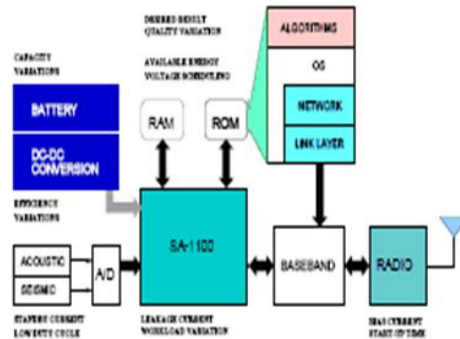 DESIRED RESULT
QUALITY VARIATION
ALGORITHMS
CAPACITY
VARIATIONS
AVAILABLE ENERGY
VOLTAGE SCHEDULING
OS
BATTERY
RAM
ROM
NETWORK
DC-DC
CONVERSION
LINK LAYER
EFFICIENCY
VARIATIONS
SA-1100
ACOUSTIC
SEISMIC
A/D
BASEBAND
RADIO
STANDBY CURRENT
LOW DUTY CYCLE
LEAKAGE CURRENT
WORKLOAD VARIATION
BIAS CURRENT
START-UP TIME